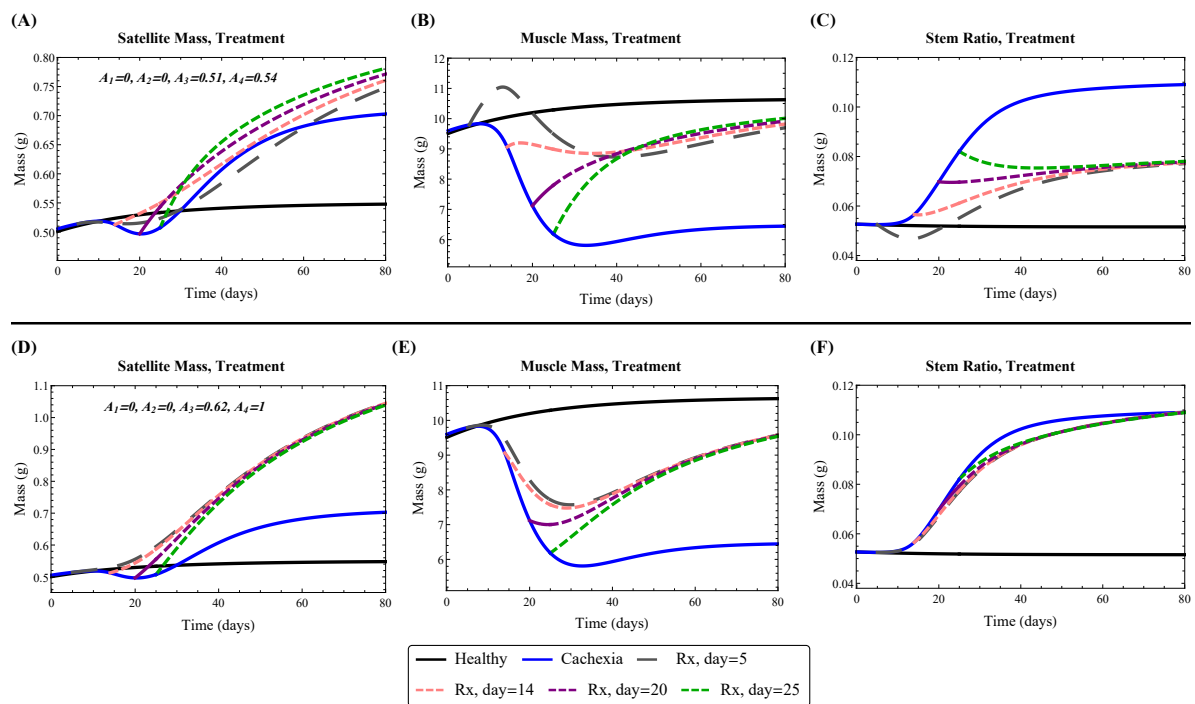 (A)
Satellite Mass, Treatment
A1=0, A2=0, A3=0.51, A4=0.54
Mass (g)
0.80
0.75
0.70
0.65
0.60
0.55
0.50
0 20 40 60 80
Time (days)
(B)
Muscle Mass, Treatment
Mass (g)
12
11
10
9
8
7
6
0 20 40 60 80
Time (days)
(C)
Stem Ratio, Treatment
Mass (g)
0.12
0.10
0.08
0.06
0.04
0 20 40 60 80
Time (days)
(D)
Satellite Mass, Treatment
A1=0, A2=0, A3=0.62, A4=1
Mass (g)
1.1
1.0
0.9
0.8
0.7
0.6
0.5
0 20 40 60 80
Time (days)
(E)
Muscle Mass, Treatment
Mass (g)
11
10
9
8
7
6
5
0 20 40 60 80
Time (days)
(F)
Stem Ratio, Treatment
Mass (g)
0.12
0.10
0.08
0.06
0.04
0 20 40 60 80
Time (days)
Healthy Cachexia Rx, day=5
Rx, day=14 Rx, day=20 Rx, day=25